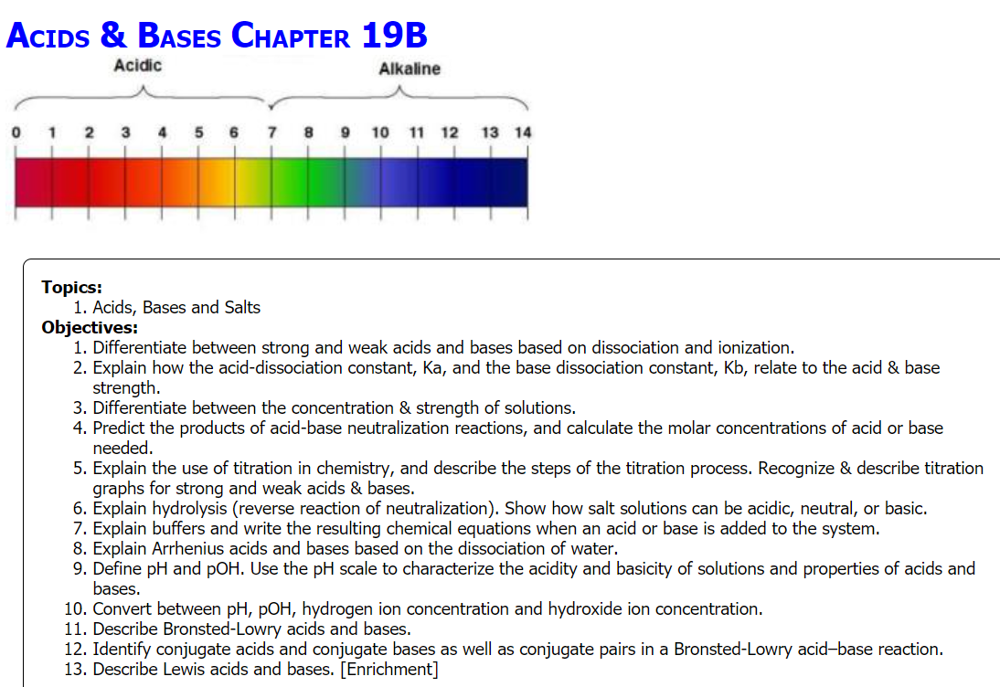 Acids & Bases Chapter 19B
Acidic Alkaline
0 1 2 3 4 5 6 7 8 9 10 11 12 13 14
Topics:
1. Acids, Bases and Salts
Objectives:
1. Differentiate between strong and weak acids and bases based on dissociation and ionization.
2. Explain how the acid-dissociation constant, Ka, and the base dissociation constant, Kb, relate to the acid & base
strength.
3. Differentiate between the concentration & strength of solutions.
4. Predict the products of acid-base neutralization reactions, and calculate the molar concentrations of acid or base
needed.
5. Explain the use of titration in chemistry, and describe the steps of the titration process. Recognize & describe titration
graphs for strong and weak acids & bases.
6. Explain hydrolysis (reverse reaction of neutralization). Show how salt solutions can be acidic, neutral, or basic.
7. Explain buffers and write the resulting chemical equations when an acid or base is added to the system.
8. Explain Arrhenius acids and bases based on the dissociation of water.
9. Define pH and pOH. Use the pH scale to characterize the acidity and basicity of solutions and properties of acids and
bases.
10. Convert between pH, pOH, hydrogen ion concentration and hydroxide ion concentration.
11. Describe Bronsted-Lowry acids and bases.
12. Identify conjugate acids and conjugate bases as well as conjugate pairs in a Bronsted-Lowry acid–base reaction.
13. Describe Lewis acids and bases. [Enrichment]